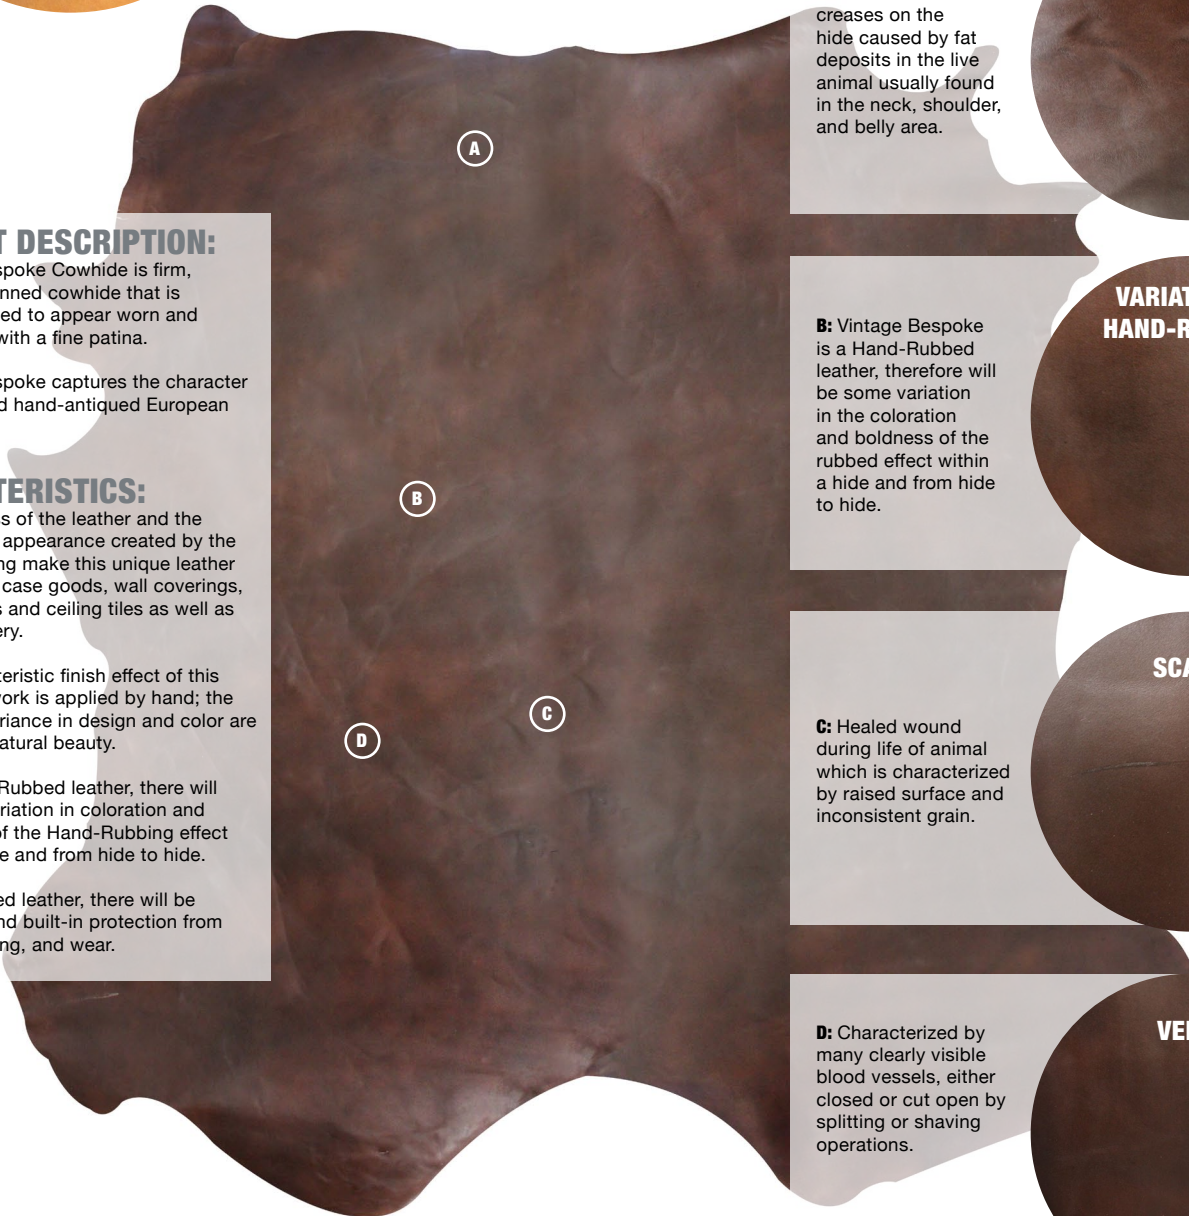 T DESCRIPTION:
spoke Cowhide is firm,
nned cowhide that is
ed to appear worn and
with a fine patina.
spoke captures the character
d hand-antiqued European
TERISTICS:
s of the leather and the
appearance created by the
ng make this unique leather
case goods, wall coverings,
s and ceiling tiles as well as
ery.
teristic finish effect of this
work is applied by hand; the
riance in design and color are
atural beauty.
Rubbed leather, there will
riation in coloration and
of the Hand-Rubbing effect
e and from hide to hide.
ed leather, there will be
nd built-in protection from
ng, and wear.
A
B
C
D
creases on the
hide caused by fat
deposits in the live
animal usually found
in the neck, shoulder,
and belly area.
B: Vintage Bespoke
is a Hand-Rubbed
leather, therefore will
be some variation
in the coloration
and boldness of the
rubbed effect within
a hide and from hide
to hide.
VARIAT
HAND-R
C: Healed wound
during life of animal
which is characterized
by raised surface and
inconsistent grain.
SCA
D: Characterized by
many clearly visible
blood vessels, either
closed or cut open by
splitting or shaving
operations.
VEI